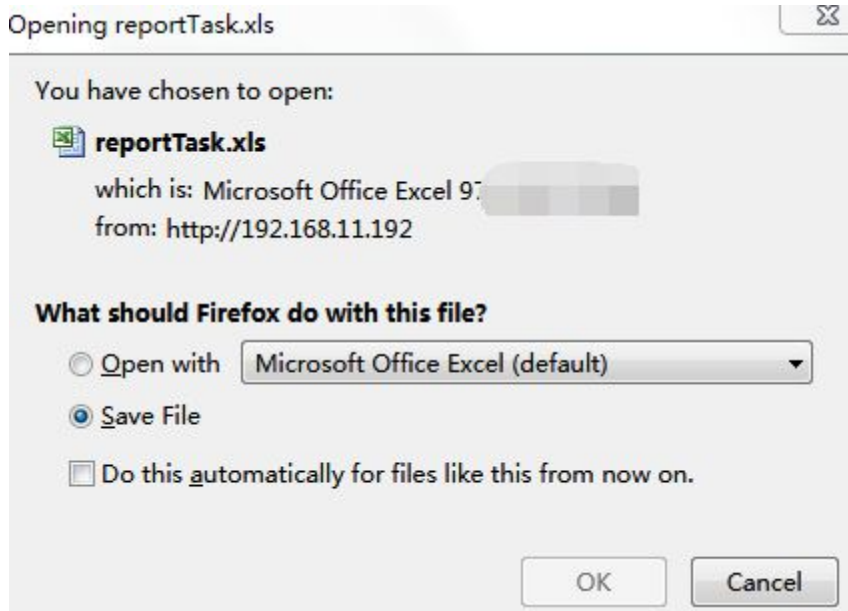 Opening reportTask.xls
You have chosen to open:
reportTask.xls
which is: Microsoft Office Excel
from: http://192.168.11.192
What should Firefox do with this file?
Open with Microsoft Office Excel (default)
Save File
Do this automatically for files like this from now on.
OK Cancel